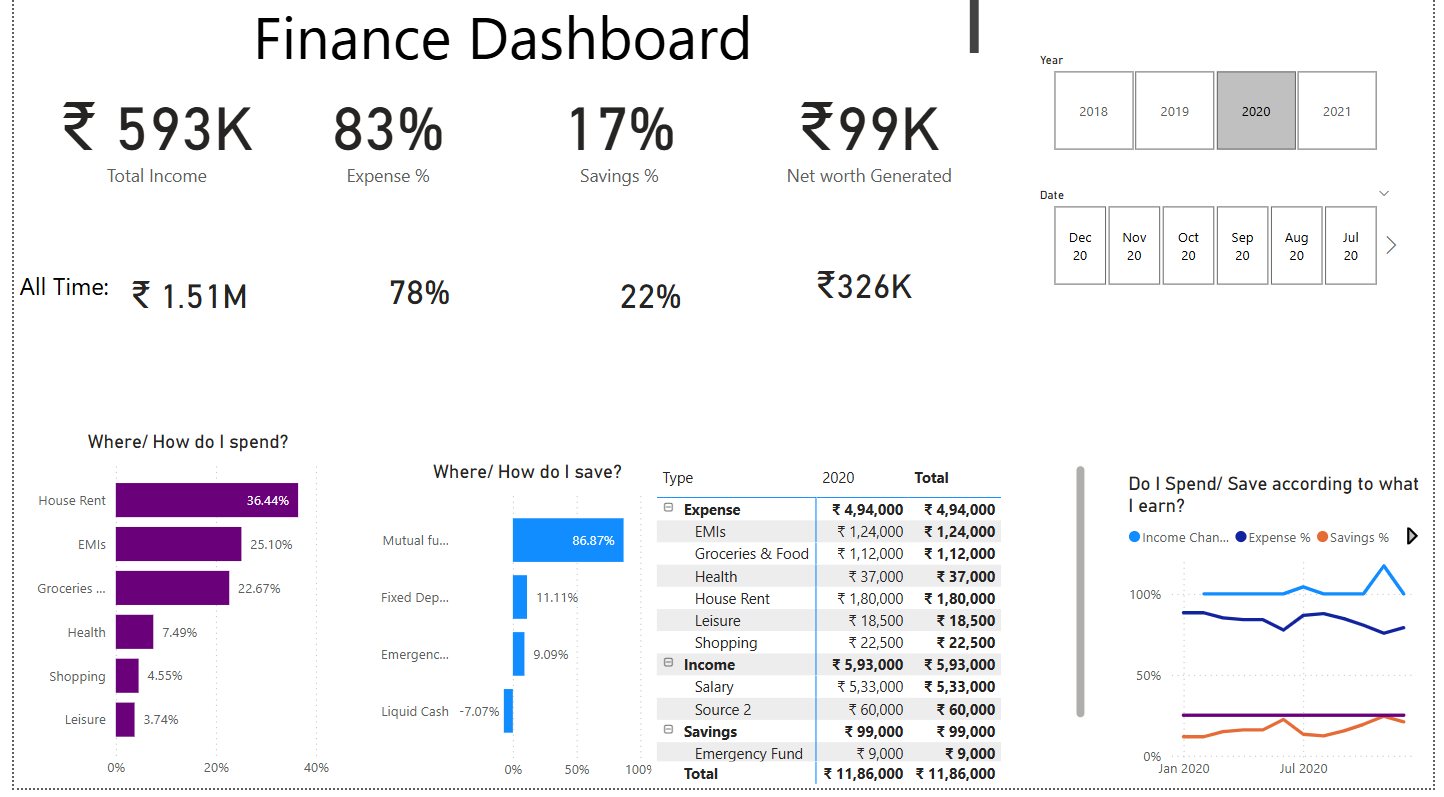 Finance Dashboard
₹ 593K
Total Income
83%
Expense %
17%
Savings %
₹99K
Net worth Generated
Year
2018
2019
2020
2021
Date
Dec 20
Nov 20
Oct 20
Sep 20
Aug 20
Jul 20
All Time:
₹ 1.51M
78%
22%
₹326K
Where/ How do I spend?
House Rent 36.44%
EMIs 25.10%
Groceries ... 22.67%
Health 7.49%
Shopping 4.55%
Leisure 3.74%
0% 20% 40%
Where/ How do I save?
Mutual fu... 86.87%
Fixed Dep... 11.11%
Emergenc... 9.09%
Liquid Cash -7.07%
0% 50% 100%
Type 2020 Total
Expense ₹ 4,94,000 ₹ 4,94,000
EMIs ₹ 1,24,000 ₹ 1,24,000
Groceries & Food ₹ 1,12,000 ₹ 1,12,000
Health ₹ 37,000 ₹ 37,000
House Rent ₹ 1,80,000 ₹ 1,80,000
Leisure ₹ 18,500 ₹ 18,500
Shopping ₹ 22,500 ₹ 22,500
Income ₹ 5,93,000 ₹ 5,93,000
Salary ₹ 5,33,000 ₹ 5,33,000
Source 2 ₹ 60,000 ₹ 60,000
Savings ₹ 99,000 ₹ 99,000
Emergency Fund ₹ 9,000 ₹ 9,000
Total ₹ 11,86,000 ₹ 11,86,000
Do I Spend/ Save according to what
I earn?
Income Chan... Expense % Savings %
100%
50%
0%
Jan 2020 Jul 2020